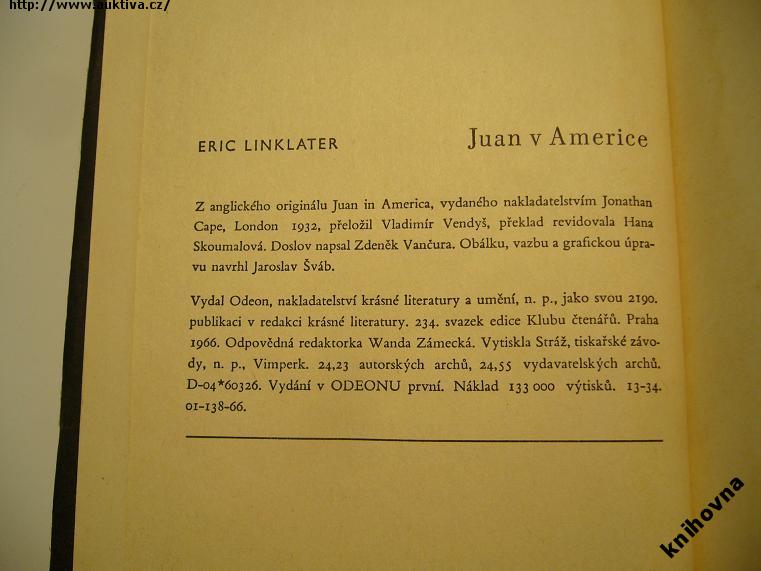 http://www.auktiva.cz/
ERIC LINKLATER Juan v Americe
Z anglického originálu Juan in America, vydaného nakladatelstvím Jonathan
Cape, London 1932, přeložil Vladimír Vendyš, překlad revidovala Hana
Skoumalová. Doslov napsal Zdeněk Vančura. Obálku, vazbu a grafickou úpra-
vu navrhl Jaroslav Šváb.
Vydal Odeon, nakladatelství krásné literatury a umění, n. p., jako svou 2190.
publikaci v redakci krásné literatury. 234. svazek edice Klubu čtenářů. Praha
1966. Odpovědná redaktorka Wanda Zámecká. Vytiskla Stráž, tiskařské závo-
dy, n. p., Vimperk. 24,23 autorských archů, 24,55 vydavatelských archů.
D-04*60326. Vydání v ODEONU první. Náklad 133 000 výtisků. 13-34.
01-138-66.
knihovna